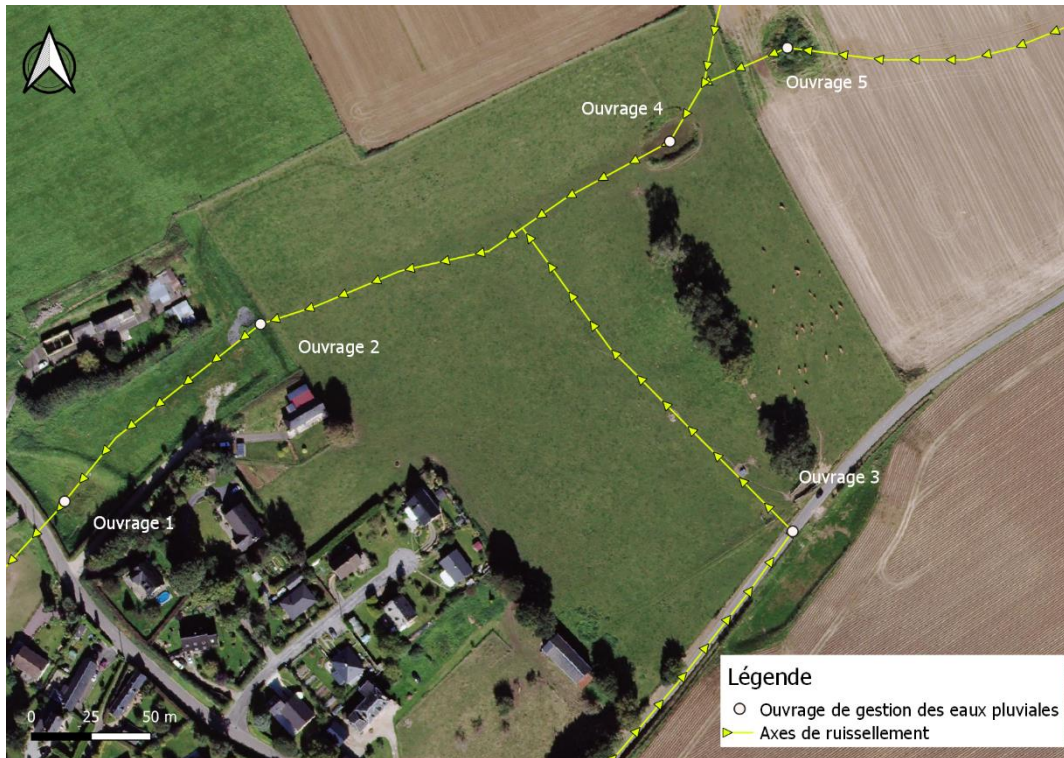 Ouvrage 5
Ouvrage 4
Ouvrage 2
Ouvrage 3
Ouvrage 1
Légende
Ouvrage de gestion des eaux pluviales
Axes de ruissellement
0 25 50 m